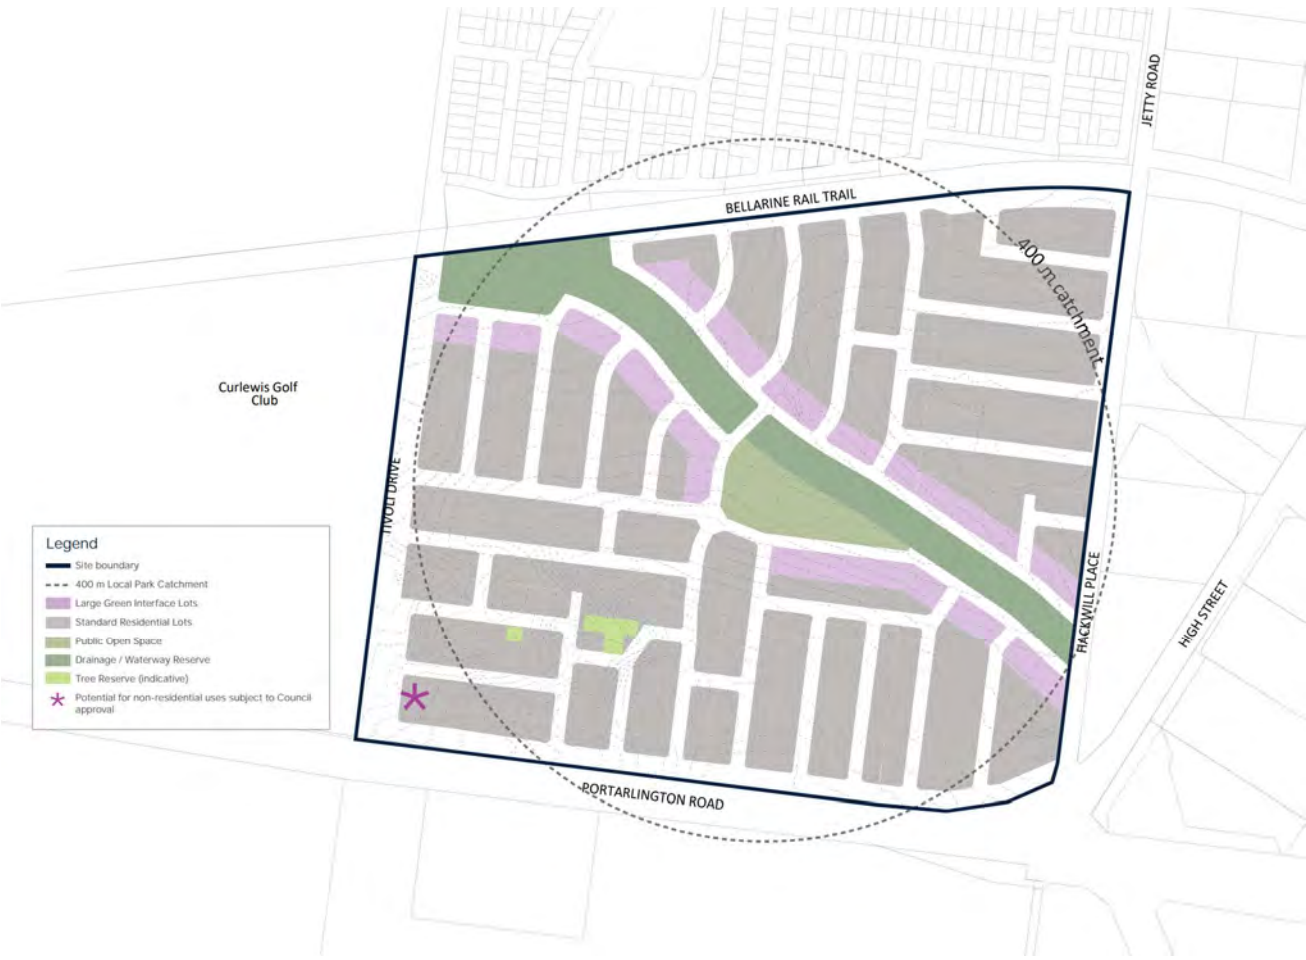 JETTY ROAD
BELLARINE RAIL TRAIL
400 m catchment
Curlewis Golf
Club
TIVOLI DRIVE
Legend
Site boundary
400 m Local Park Catchment
Large Green Interface Lots
Standard Residential Lots
Public Open Space
Drainage / Waterway Reserve
Tree Reserve (indicative)
Potential for non-residential uses subject to Council
approval
HACKWILL PLACE
HIGH STREET
PORTARLINGTON ROAD